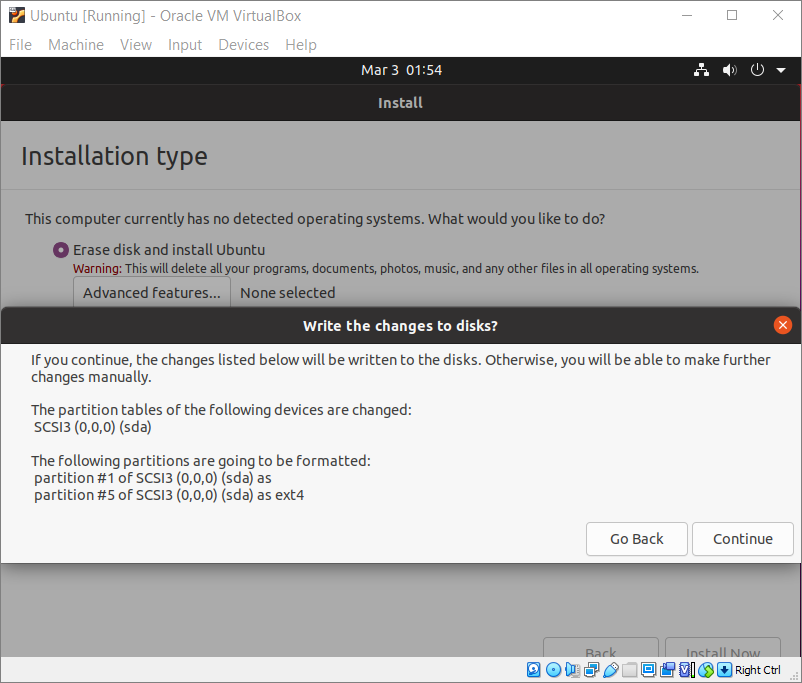 Ubuntu [Running] - Oracle VM VirtualBox
File Machine View Input Devices Help
Mar 3 01:54
Install
Installation type
This computer currently has no detected operating systems. What would you like to do?
Erase disk and install Ubuntu
Warning: This will delete all your programs, documents, photos, music, and any other files in all operating systems.
Advanced features... None selected
Write the changes to disks?
If you continue, the changes listed below will be written to the disks. Otherwise, you will be able to make further
changes manually.
The partition tables of the following devices are changed:
SCSI3 (0,0,0) (sda)
The following partitions are going to be formatted:
partition #1 of SCSI3 (0,0,0) (sda) as
partition #5 of SCSI3 (0,0,0) (sda) as ext4
Go Back Continue
Back Install Now
Right Ctrl